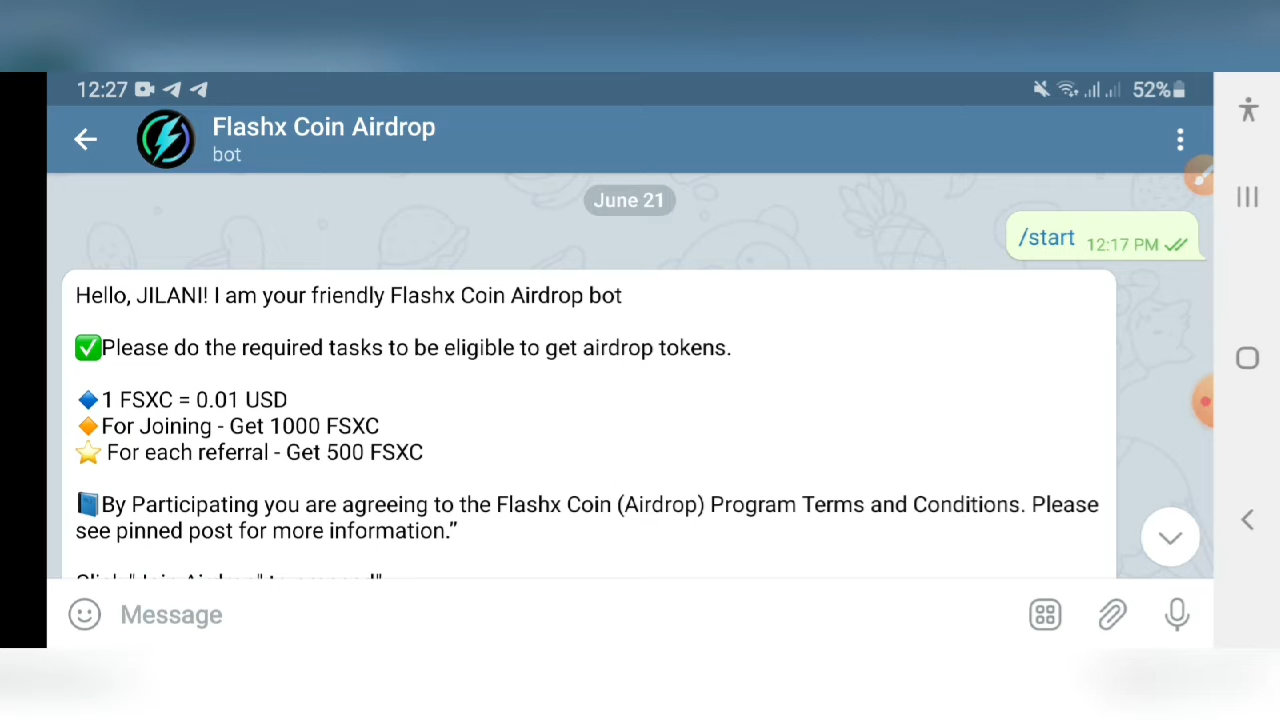 12:27
52%
Flashx Coin Airdrop
bot
June 21
/start 12:17 PM
Hello, JILANI! I am your friendly Flashx Coin Airdrop bot
✅Please do the required tasks to be eligible to get airdrop tokens.
🔷1 FSXC = 0.01 USD
🔶For Joining - Get 1000 FSXC
⭐ For each referral - Get 500 FSXC
📘By Participating you are agreeing to the Flashx Coin (Airdrop) Program Terms and Conditions. Please
see pinned post for more information.”
Message